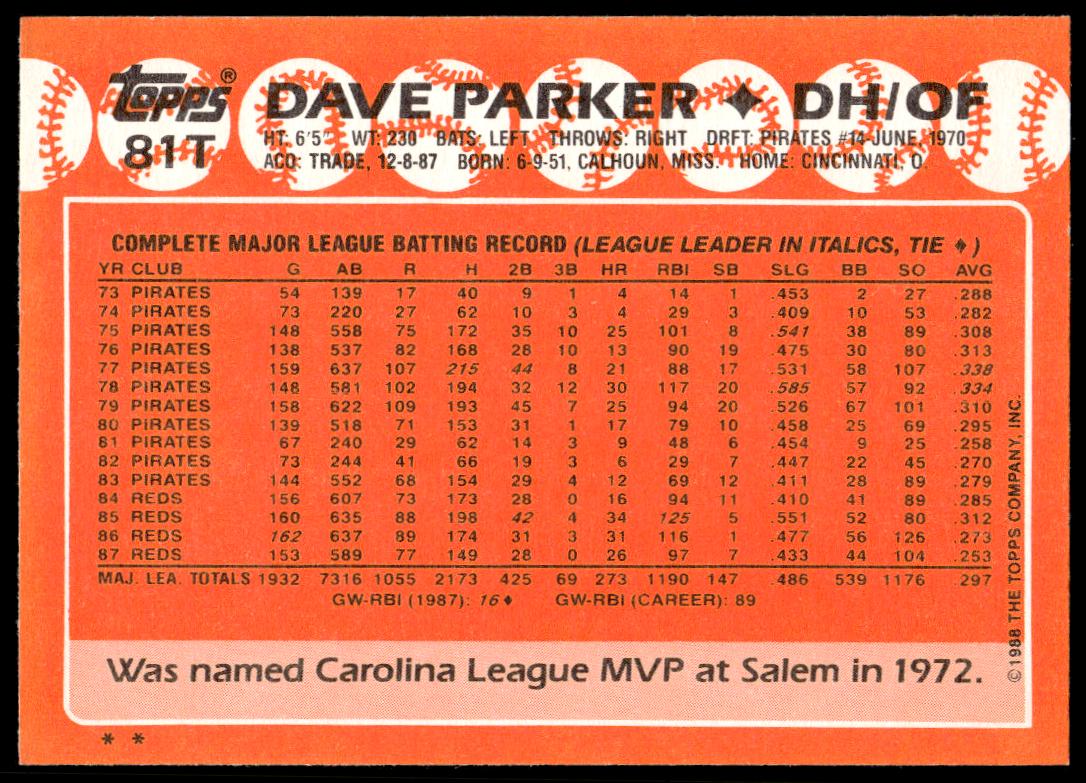 Topps®
81T
DAVE PARKER ♦ DH/OF
HT: 6'5" WT: 230 BATS: LEFT THROWS: RIGHT DRFT: PIRATES #14-JUNE, 1970
ACQ: TRADE, 12-8-87 BORN: 6-9-51, CALHOUN, MISS. HOME: CINCINNATI, O.
COMPLETE MAJOR LEAGUE BATTING RECORD (LEAGUE LEADER IN ITALICS, TIE ♦)
YR CLUB G AB R H 2B 3B HR RBI SB SLG BB SO AVG
73 PIRATES 54 139 17 40 9 1 4 14 1 .453 2 27 .288
74 PIRATES 73 220 27 62 10 3 4 29 3 .409 10 53 .282
75 PIRATES 148 558 75 172 35 10 25 101 8 .541 38 89 .308
76 PIRATES 138 537 82 168 28 10 13 90 19 .475 30 80 .313
77 PIRATES 159 637 107 215 44 8 21 88 17 .531 58 107 .338
78 PIRATES 148 581 102 194 32 12 30 117 20 .585 57 92 .334
79 PIRATES 158 622 109 193 45 7 25 94 20 .526 67 101 .310
80 PIRATES 139 518 71 153 31 1 17 79 10 .458 25 69 .295
81 PIRATES 67 240 29 62 14 3 9 48 6 .454 9 25 .258
82 PIRATES 73 244 41 66 19 3 6 29 7 .447 22 45 .270
83 PIRATES 144 552 68 154 29 4 12 69 12 .411 28 89 .279
84 REDS 156 607 73 173 28 0 16 94 11 .410 41 89 .285
85 REDS 160 635 88 198 42 4 34 125 5 .551 52 80 .312
86 REDS 162 637 89 174 31 3 31 116 1 .477 56 126 .273
87 REDS 153 589 77 149 28 0 26 97 7 .433 44 104 .253
MAJ. LEA. TOTALS 1932 7316 1055 2173 425 69 273 1190 147 .486 539 1176 .297
GW-RBI (1987): 16♦ GW-RBI (CAREER): 89
Was named Carolina League MVP at Salem in 1972.
©1988 THE TOPPS COMPANY, INC.
* *